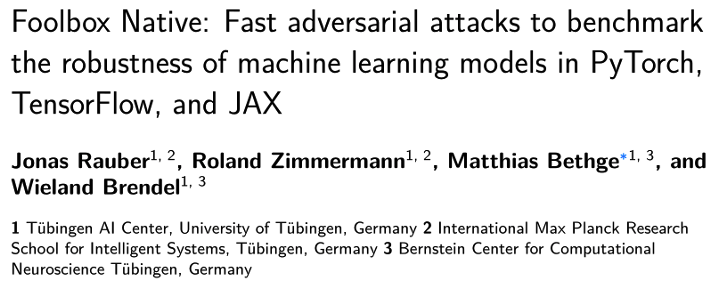 Foolbox Native: Fast adversarial attacks to benchmark
the robustness of machine learning models in PyTorch,
TensorFlow, and JAX
Jonas Rauber1, 2, Roland Zimmermann1, 2, Matthias Bethge*1, 3, and
Wieland Brendel1, 3
1 Tübingen AI Center, University of Tübingen, Germany 2 International Max Planck Research
School for Intelligent Systems, Tübingen, Germany 3 Bernstein Center for Computational
Neuroscience Tübingen, Germany